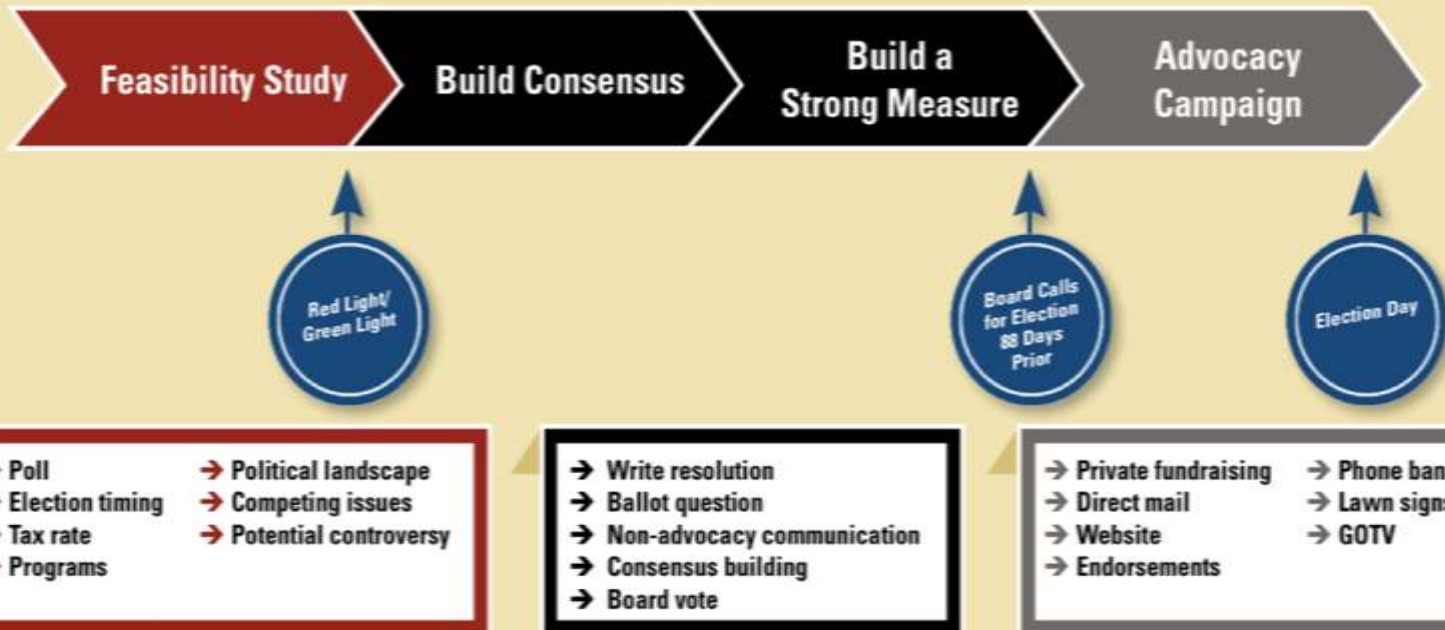 Feasibility Study
Build Consensus
Build a
Strong Measure
Advocacy
Campaign
Red Light/
Green Light
Board Calls
for Election
88 Days
Prior
Election Day
Poll
Election timing
Tax rate
Programs
→ Political landscape
→ Competing issues
→ Potential controversy
→ Write resolution
→ Ballot question
→ Non-advocacy communication
→ Consensus building
→ Board vote
→ Private fundraising
→ Direct mail
→ Website
→ Endorsements
→ Phone
→ Lawn
→ GOTV